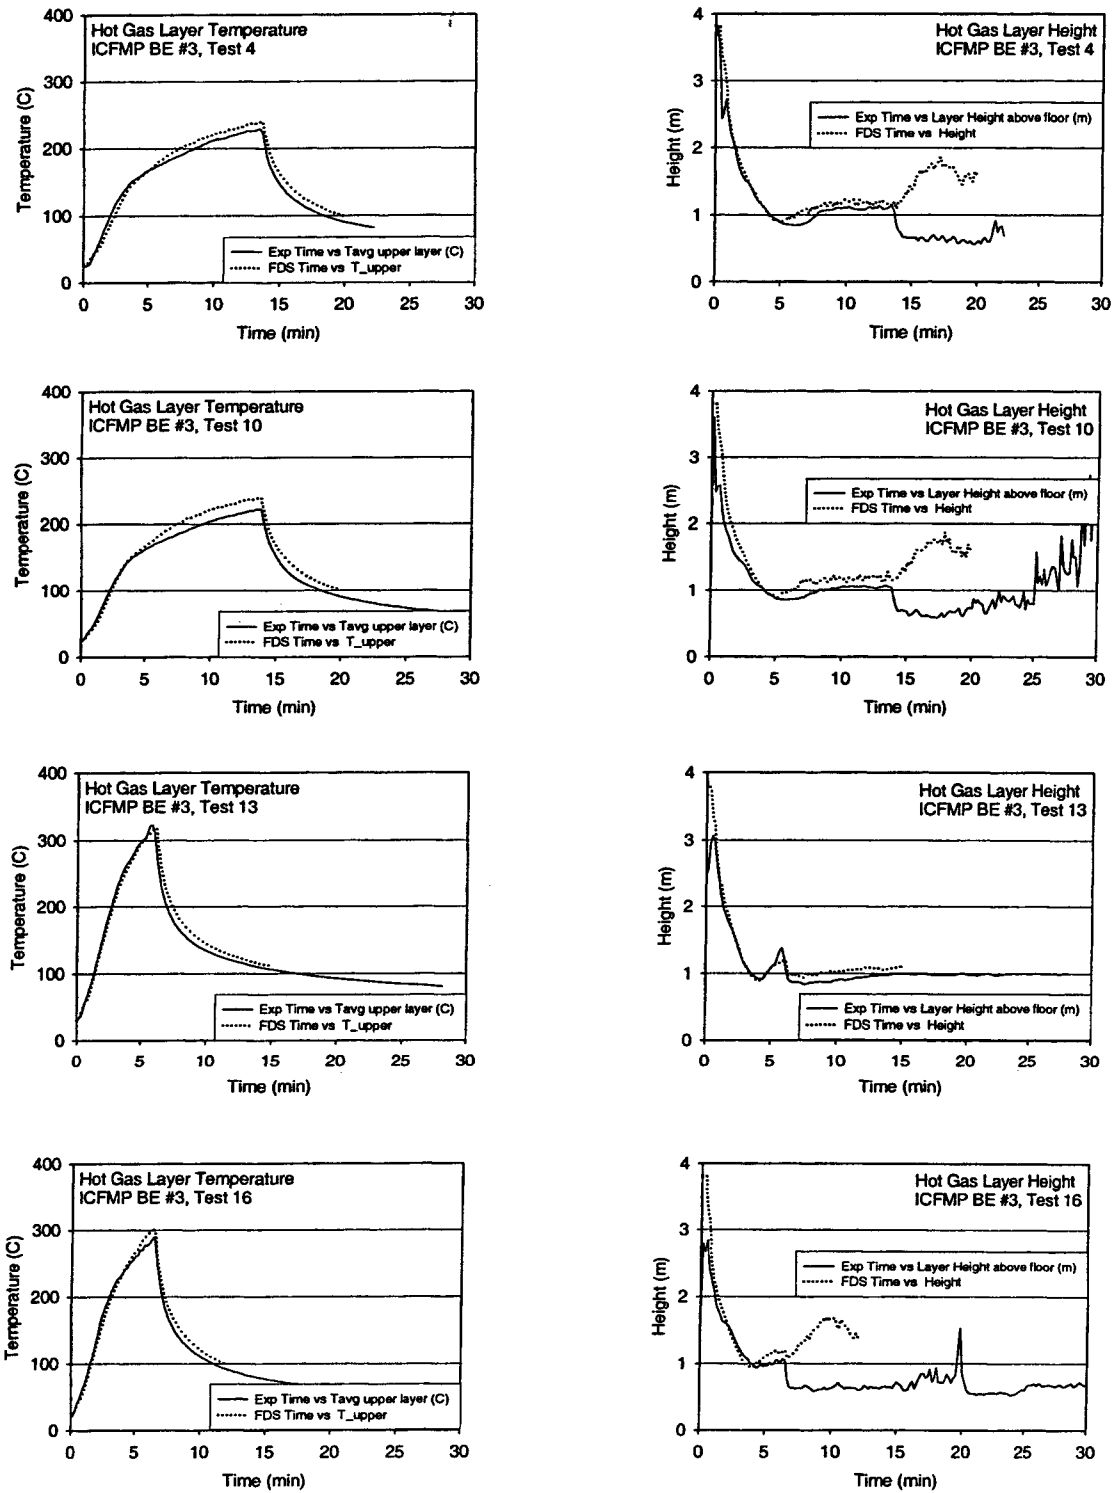 400
300
200
100
0
Temperature (C)
Hot Gas Layer Temperature
ICFMP BE #3, Test 4
Exp Time vs Tavg upper layer (C)
FDS Time vs T_upper
0 5 10 15 20 25 30
Time (min)
4
3
2
1
0
Height (m)
Hot Gas Layer Height
ICFMP BE #3, Test 4
Exp Time vs Layer Height above floor (m)
FDS Time vs Height
0 5 10 15 20 25 30
Time (min)
400
300
200
100
0
Temperature (C)
Hot Gas Layer Temperature
ICFMP BE #3, Test 10
Exp Time vs Tavg upper layer (C)
FDS Time vs T_upper
0 5 10 15 20 25 30
Time (min)
4
3
2
1
0
Height (m)
Hot Gas Layer Height
ICFMP BE #3, Test 10
Exp Time vs Layer Height above floor (m)
FDS Time vs Height
0 5 10 15 20 25 30
Time (min)
400
300
200
100
0
Temperature (C)
Hot Gas Layer Temperature
ICFMP BE #3, Test 13
Exp Time vs Tavg upper layer (C)
FDS Time vs T_upper
0 5 10 15 20 25 30
Time (min)
4
3
2
1
0
Height (m)
Hot Gas Layer Height
ICFMP BE #3, Test 13
Exp Time vs Layer Height above floor (m)
FDS Time vs Height
0 5 10 15 20 25 30
Time (min)
400
300
200
100
0
Temperature (C)
Hot Gas Layer Temperature
ICFMP BE #3, Test 16
Exp Time vs Tavg upper layer (C)
FDS Time vs T_upper
0 5 10 15 20 25 30
Time (min)
4
3
2
1
0
Height (m)
Hot Gas Layer Height
ICFMP BE #3, Test 16
Exp Time vs Layer Height above floor (m)
FDS Time vs Height
0 5 10 15 20 25 30
Time (min)